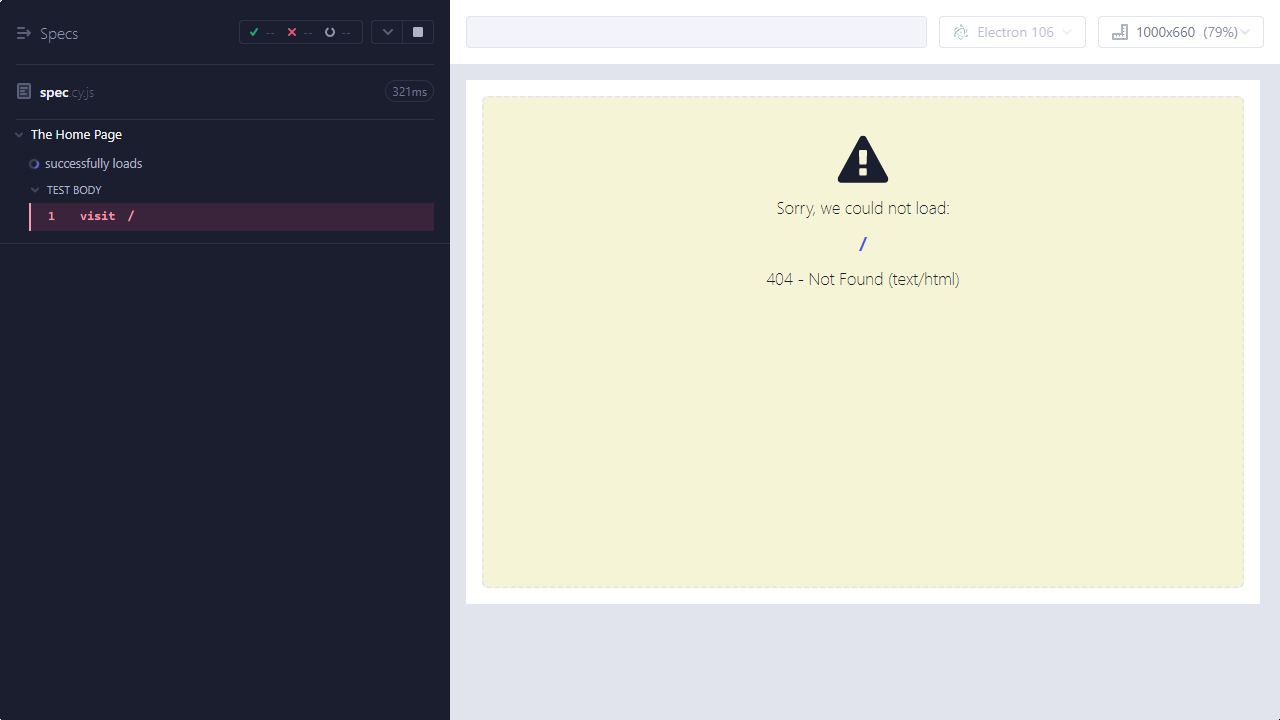 Specs
--
--
--
Electron 106
1000x660 (79%)
spec.cy.js
321ms
The Home Page
successfully loads
TEST BODY
1 visit /
Sorry, we could not load:
/
404 - Not Found (text/html)